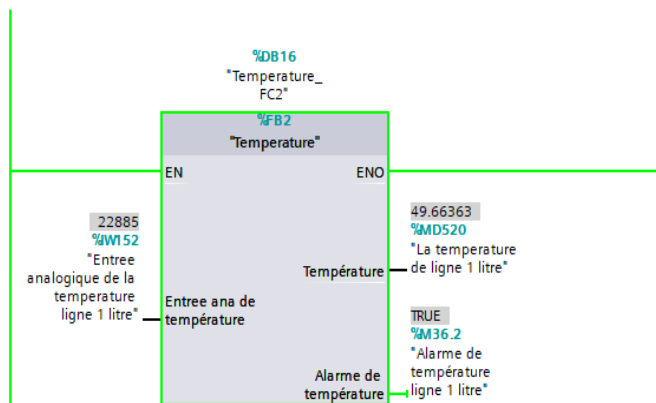 %DB16
"Temperature_
FC2"
%FB2
"Temperature"
EN
ENO
22885
%IW152
"Entree
analogique de la
temperature
ligne 1 litre"
Entree ana de
température
49.66363
%MD520
"La temperature
de ligne 1 litre"
Température
TRUE
%M36.2
"Alarme de
température
ligne 1 litre"
Alarme de
température